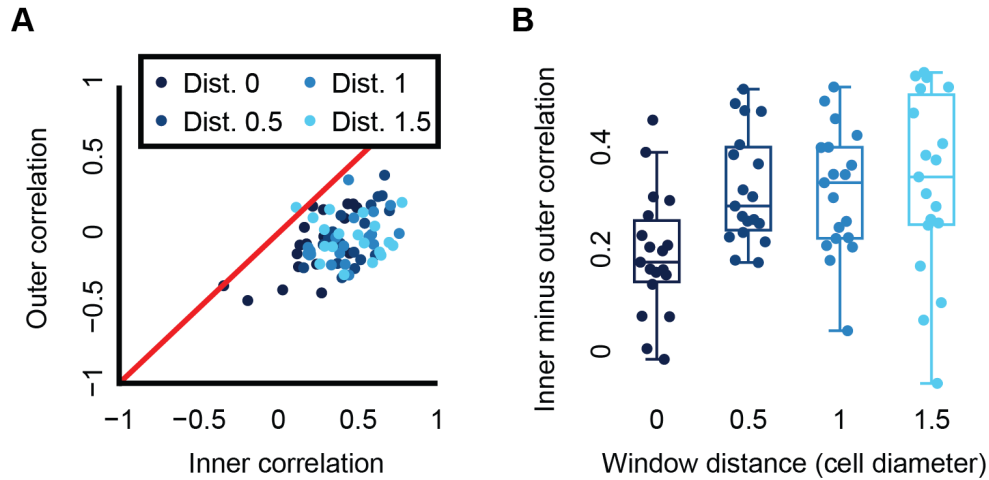 A
Dist. 0
Dist. 1
Dist. 0.5
Dist. 1.5
Outer correlation
1
0.5
0
−0.5
−1
−1
−0.5
0
0.5
1
Inner correlation
B
Inner minus outer correlation
0.4
0.2
0
0
0.5
1
1.5
Window distance (cell diameter)